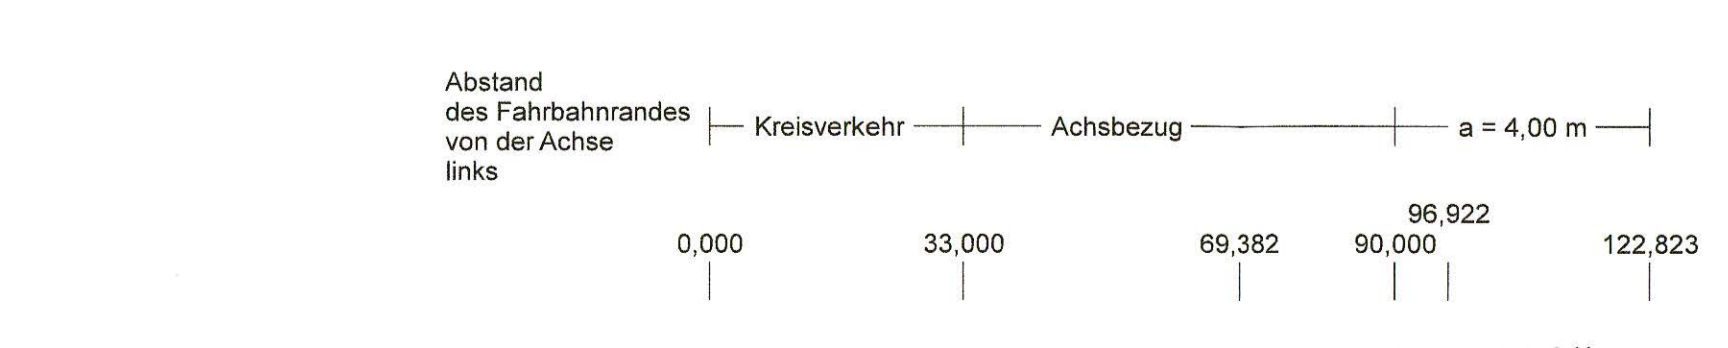 Abstand
des Fahrbahnrandes
von der Achse
links
Kreisverkehr
Achsbezug
a = 4,00 m
96,922
0,000
33,000
69,382
90,000
122,823